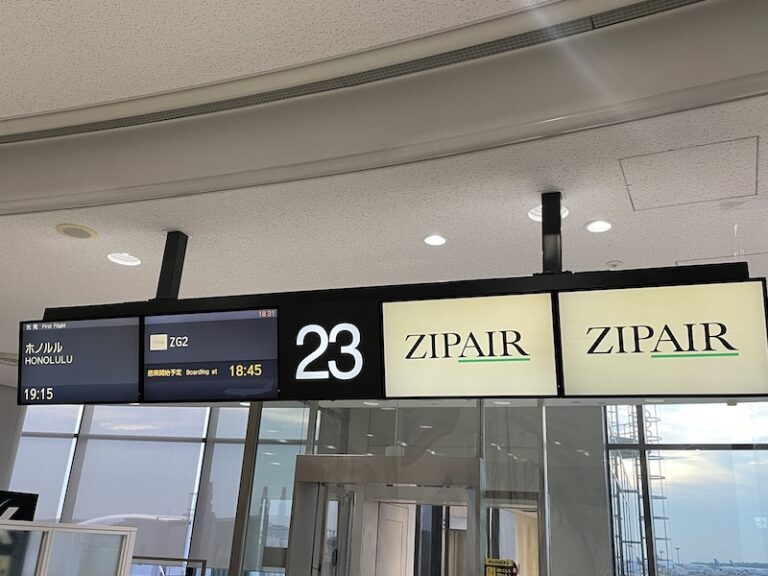 先発 First Flight
ホノルル
HONOLULU
19:15
18:31
ZG2
搭乗開始予定 Boarding at 18:45
23
ZIPAIR
ZIPAIR